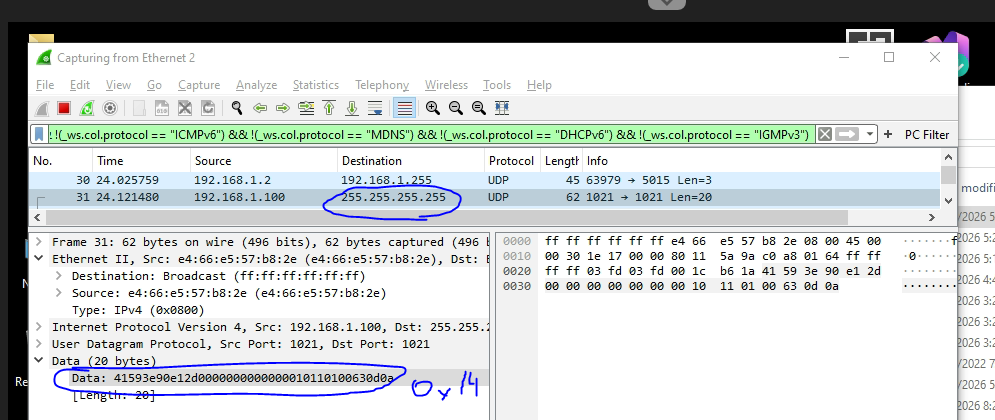 Capturing from Ethernet 2
File Edit View Go Capture Analyze Statistics Telephony Wireless Tools Help
!(_ws.col.protocol == "ICMPv6") && !(_ws.col.protocol == "MDNS") && !(_ws.col.protocol == "DHCPv6") && !(_ws.col.protocol == "IGMPv3") + PC Filter
No. Time Source Destination Protocol Length Info
30 24.025759 192.168.1.2 192.168.1.255 UDP 45 63979 → 5015 Len=3
31 24.121480 192.168.1.100 255.255.255.255 UDP 62 1021 → 1021 Len=20
Frame 31: 62 bytes on wire (496 bits), 62 bytes captured (496 b
Ethernet II, Src: e4:66:e5:57:b8:2e (e4:66:e5:57:b8:2e), Dst: B
Destination: Broadcast (ff:ff:ff:ff:ff:ff)
Source: e4:66:e5:57:b8:2e (e4:66:e5:57:b8:2e)
Type: IPv4 (0x0800)
Internet Protocol Version 4, Src: 192.168.1.100, Dst: 255.255.2
User Datagram Protocol, Src Port: 1021, Dst Port: 1021
Data (20 bytes)
Data: 41593e90e12d0000000000000010110100630d0a
[Length: 20]
0x14
0000 ff ff ff ff ff ff e4 66 e5 57 b8 2e 08 00 45 00
0010 00 30 1e 17 00 00 80 11 5a 9a c0 a8 01 64 ff ff
0020 ff ff 03 fd 03 fd 00 1c b6 1a 41 59 3e 90 e1 2d
0030 00 00 00 00 00 00 10 11 01 00 63 0d 0a
modifi
/2026 5: